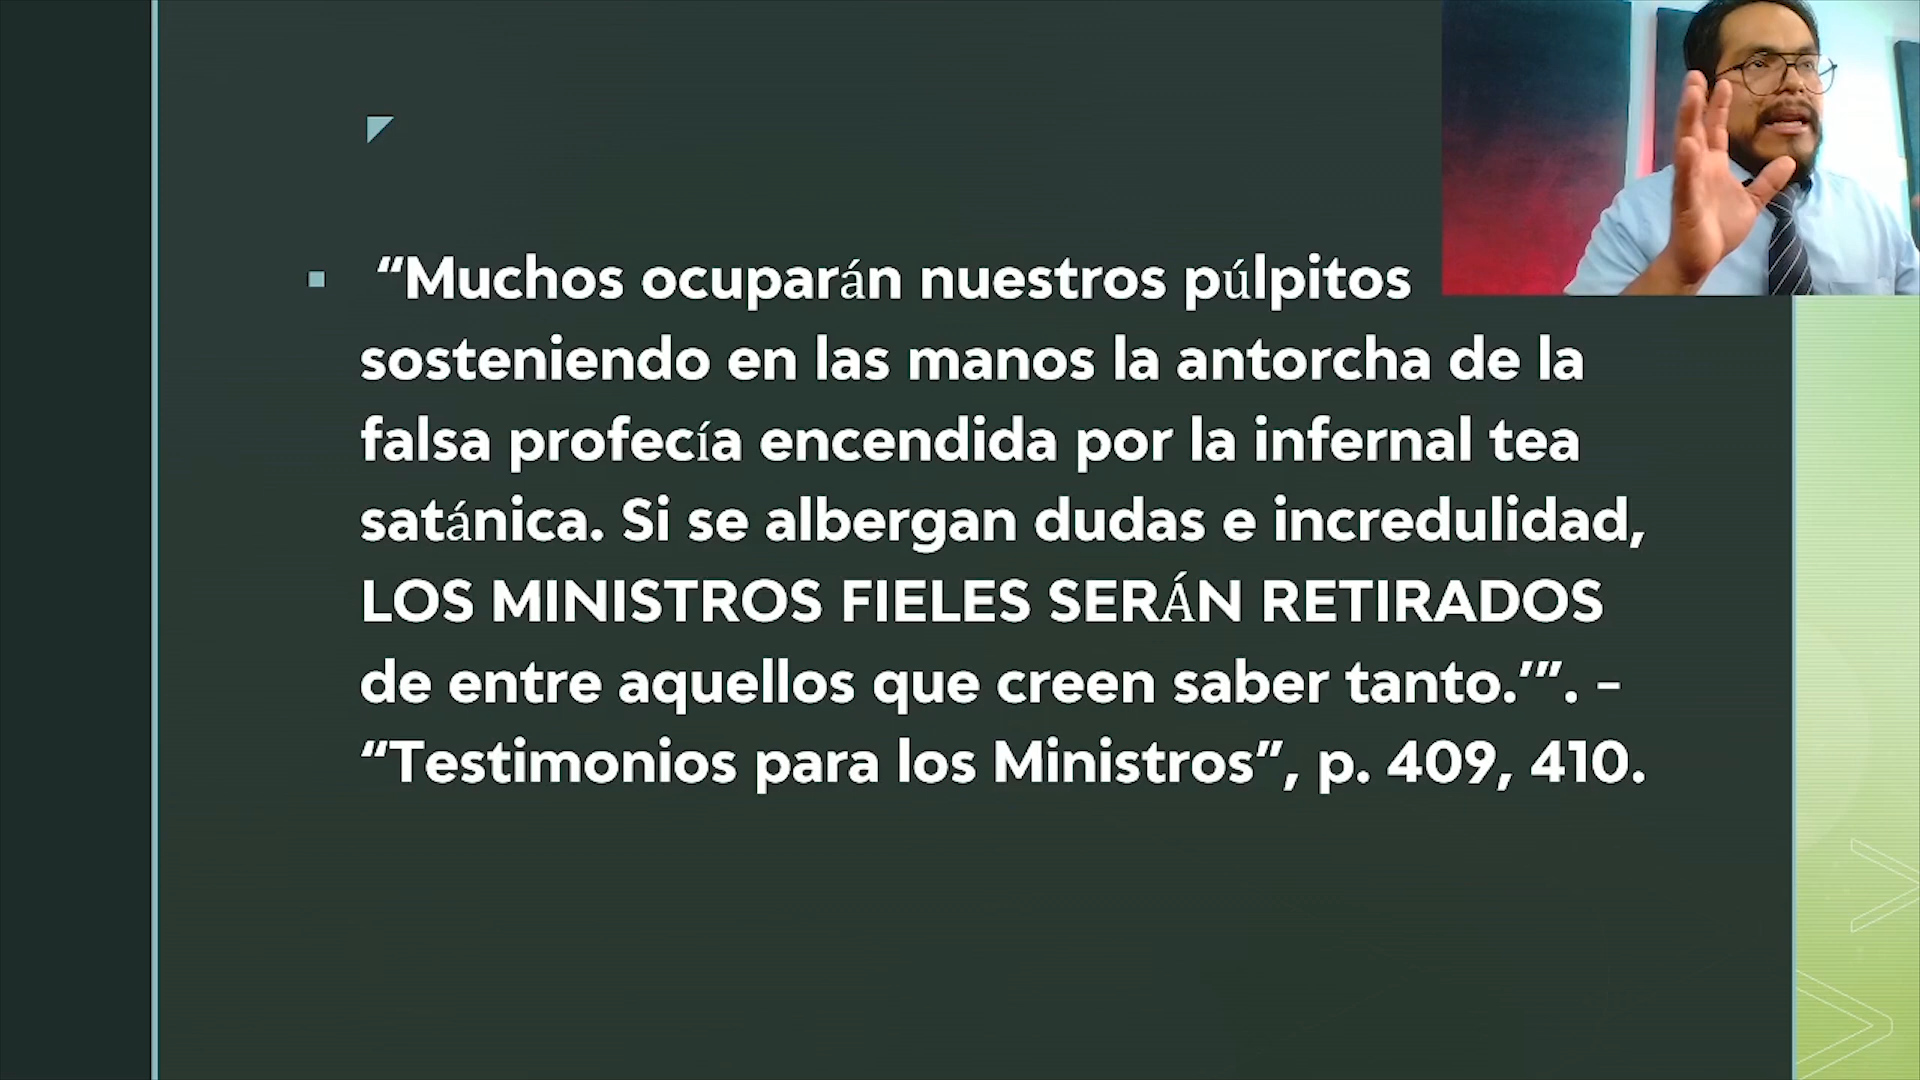 “Muchos ocuparán nuestros púlpitos
sosteniendo en las manos la antorcha de la
falsa profecía encendida por la infernal tea
satánica. Si se albergan dudas e incredulidad,
LOS MINISTROS FIELES SERÁN RETIRADOS
de entre aquellos que creen saber tanto.’”. –
“Testimonios para los Ministros”, p. 409, 410.